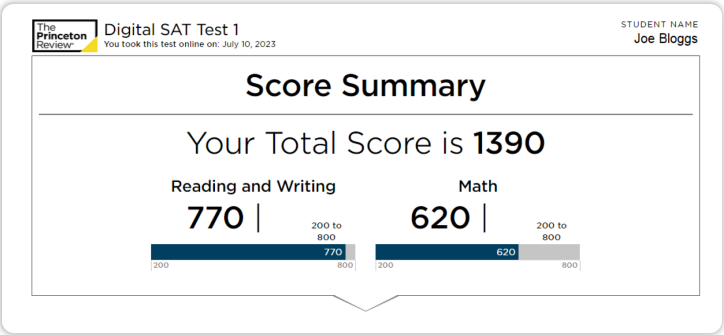 The
Princeton
Review
Digital SAT Test 1
You took this test online on: July 10, 2023
STUDENT NAME
Joe Bloggs
Score Summary
Your Total Score is 1390
Reading and Writing
770 |
200 to
800
770
200 800
Math
620 |
200 to
800
620
200 800